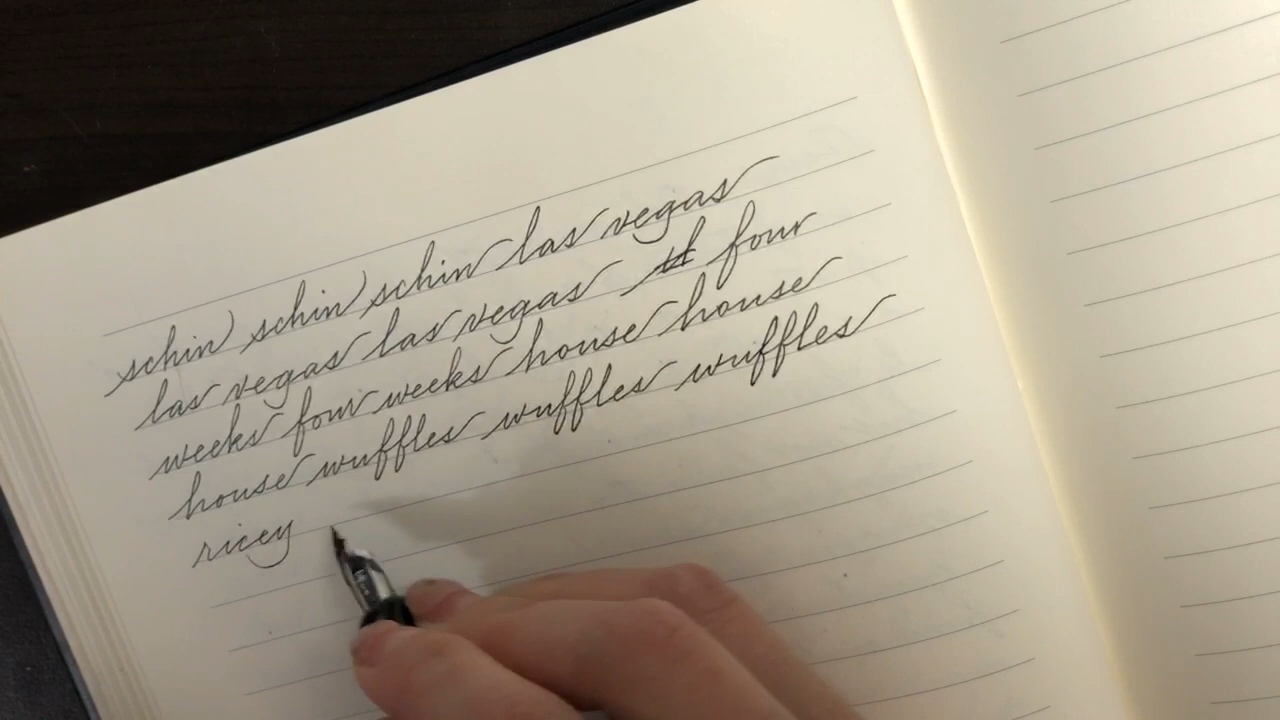 schin schin schin las vegas
las vegas las vegas four
weeks four weeks house house
house wuffles wuffles wuffles
ricey